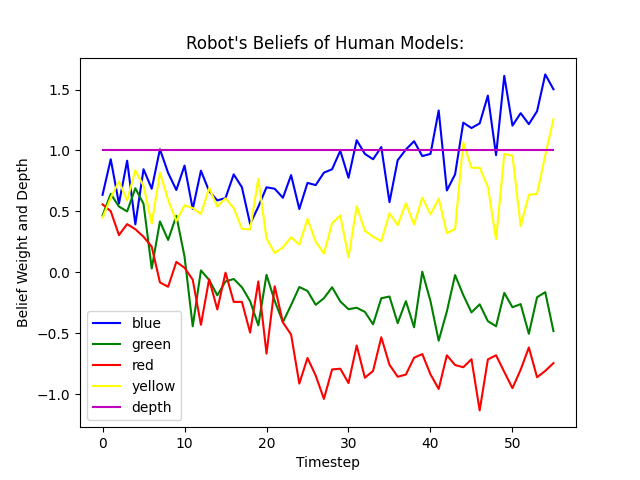 Robot's Beliefs of Human Models:
Belief Weight and Depth
1.5
1.0
0.5
0.0
−0.5
−1.0
blue
green
red
yellow
depth
0 10 20 30 40 50
Timestep